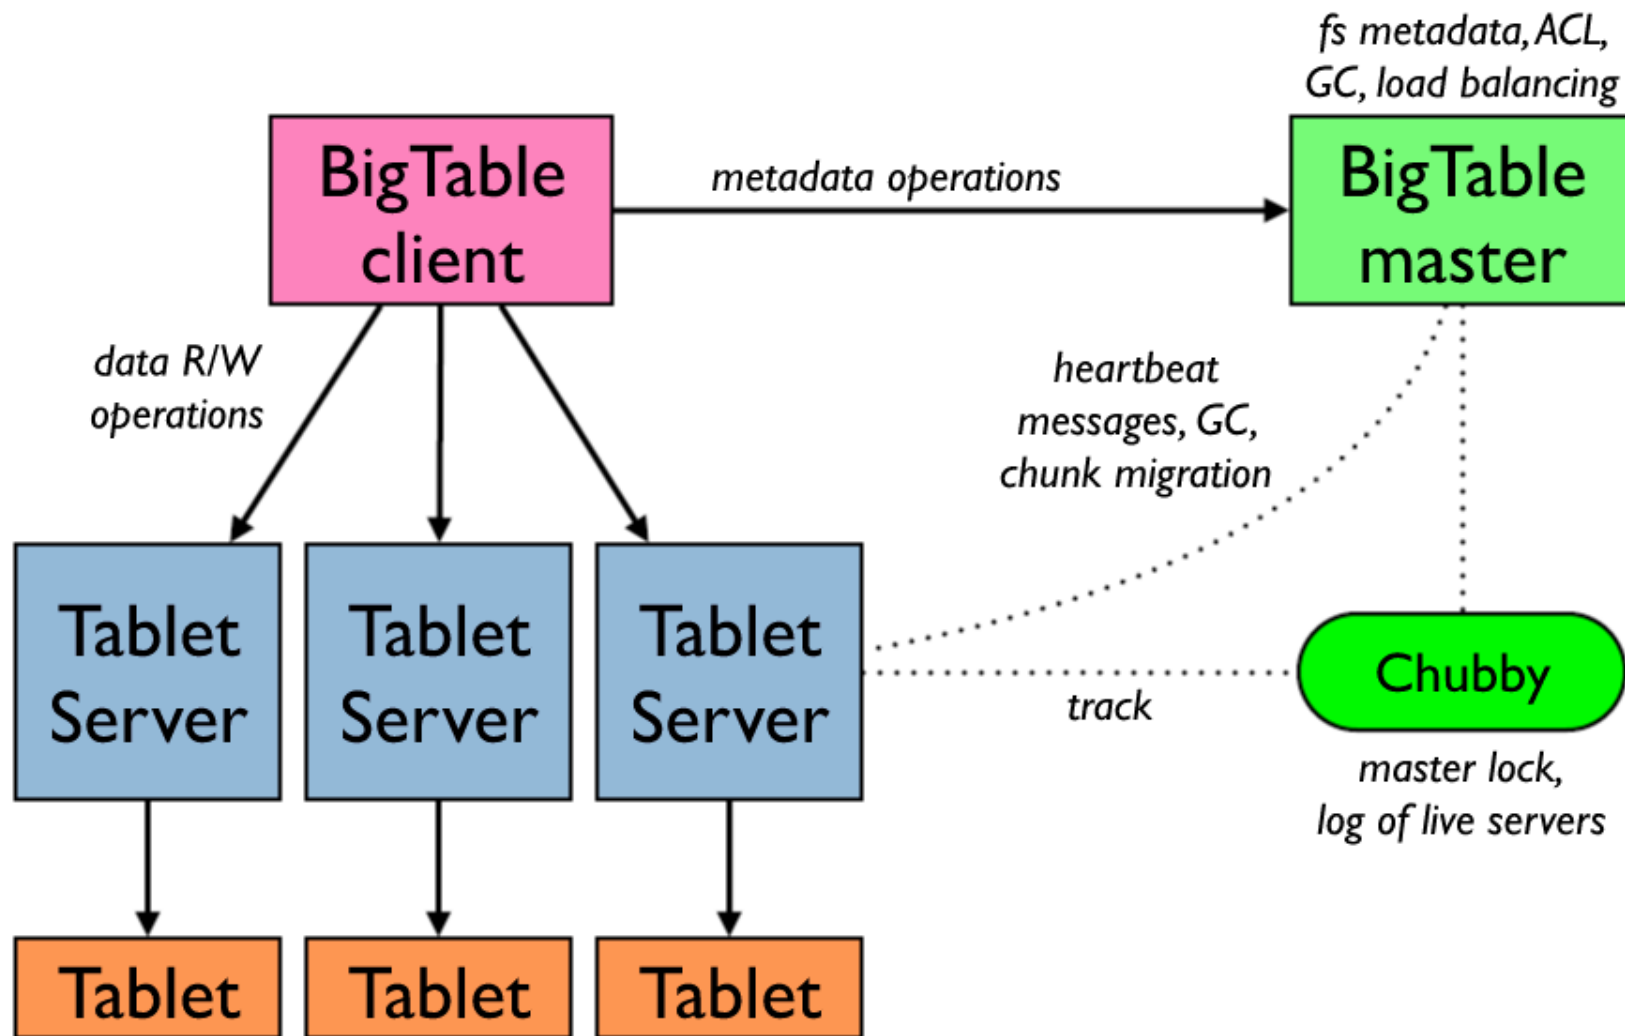 fs metadata, ACL,
GC, load balancing
BigTable
client
metadata operations
BigTable
master
data R/W
operations
heartbeat
messages, GC,
chunk migration
Tablet
Server
Tablet
Server
Tablet
Server
track
Chubby
master lock,
log of live servers
Tablet
Tablet
Tablet